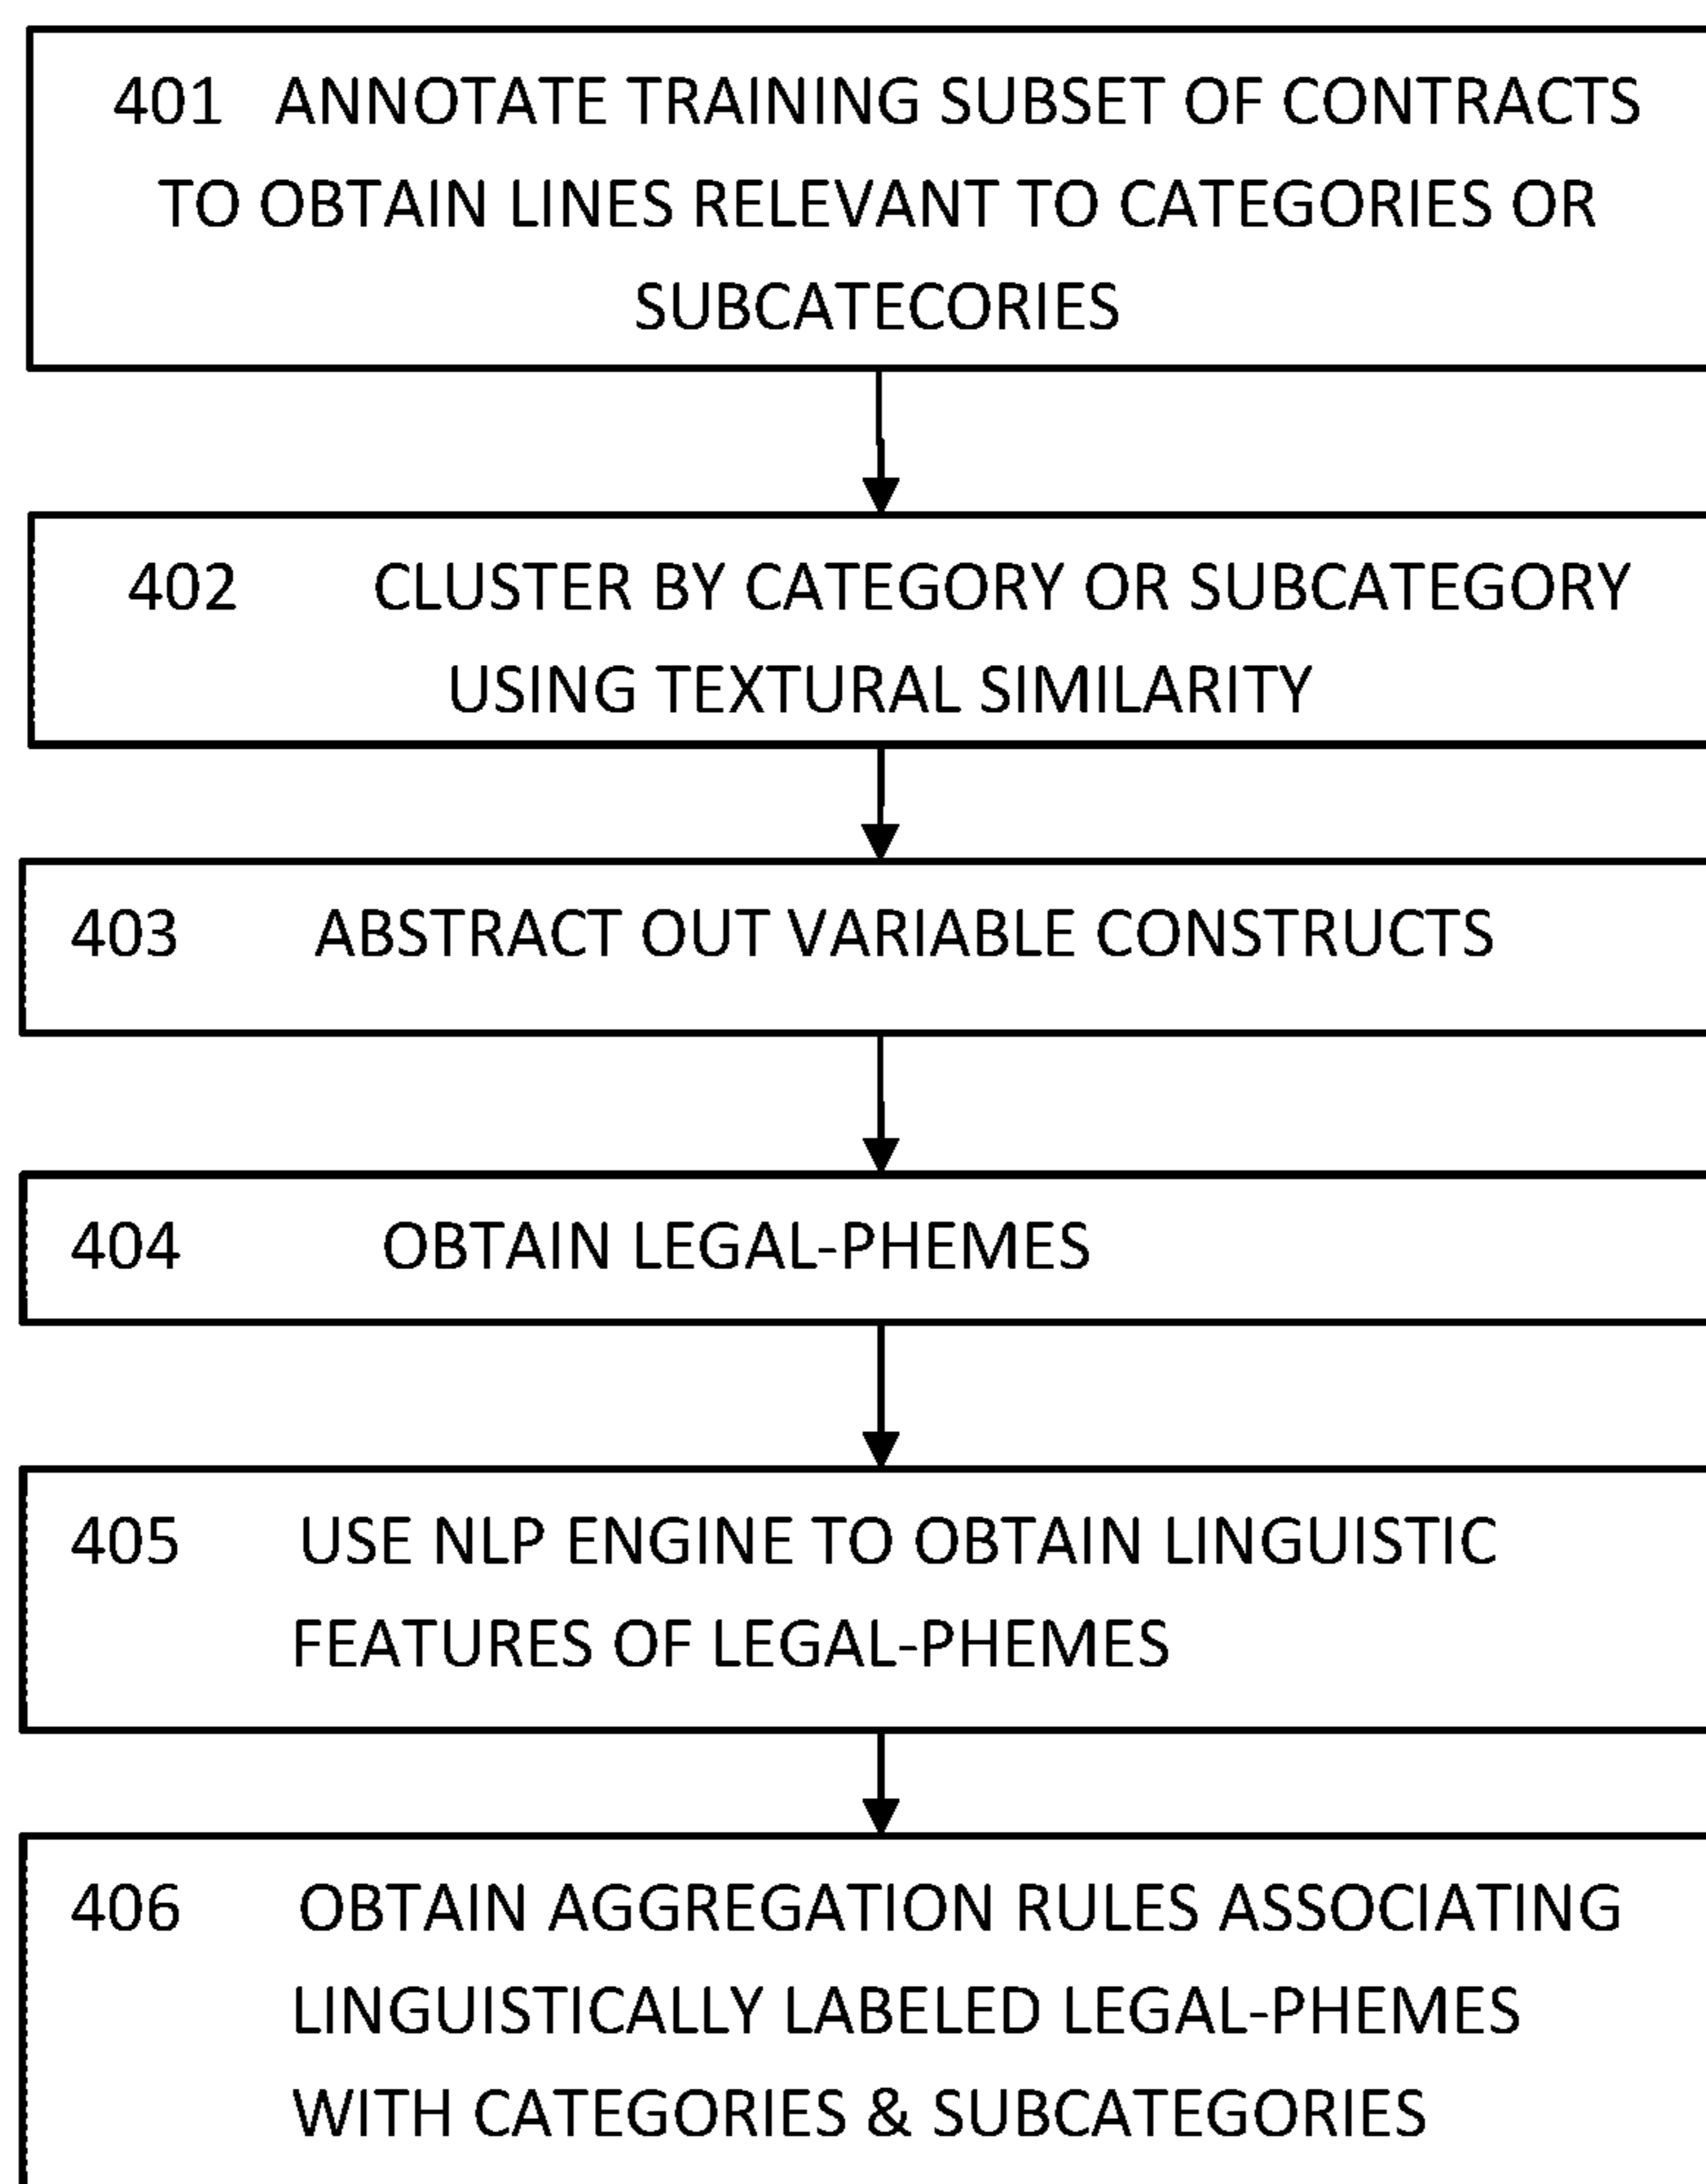 401 ANNOTATE TRAINING SUBSET OF CONTRACTS
TO OBTAIN LINES RELEVANT TO CATEGORIES OR
SUBCATECORIES
402 CLUSTER BY CATEGORY OR SUBCATEGORY
USING TEXTURAL SIMILARITY
403 ABSTRACT OUT VARIABLE CONSTRUCTS
404 OBTAIN LEGAL-PHEMES
405 USE NLP ENGINE TO OBTAIN LINGUISTIC
FEATURES OF LEGAL-PHEMES
406 OBTAIN AGGREGATION RULES ASSOCIATING
LINGUISTICALLY LABELED LEGAL-PHEMES
WITH CATEGORIES & SUBCATEGORIES